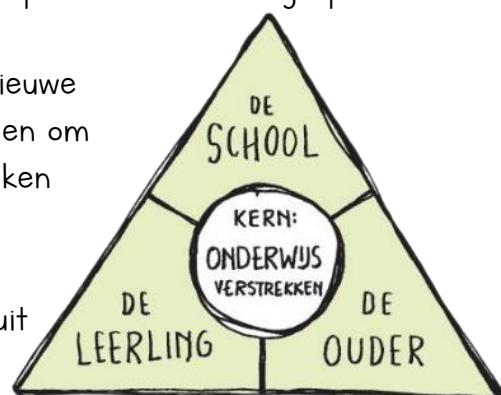 ieuwe
en om
ken
uit
DE
SCHOOL
KERN:
ONDERWIJS
VERSTREKKEN
DE
LEERLING
DE
OUDER